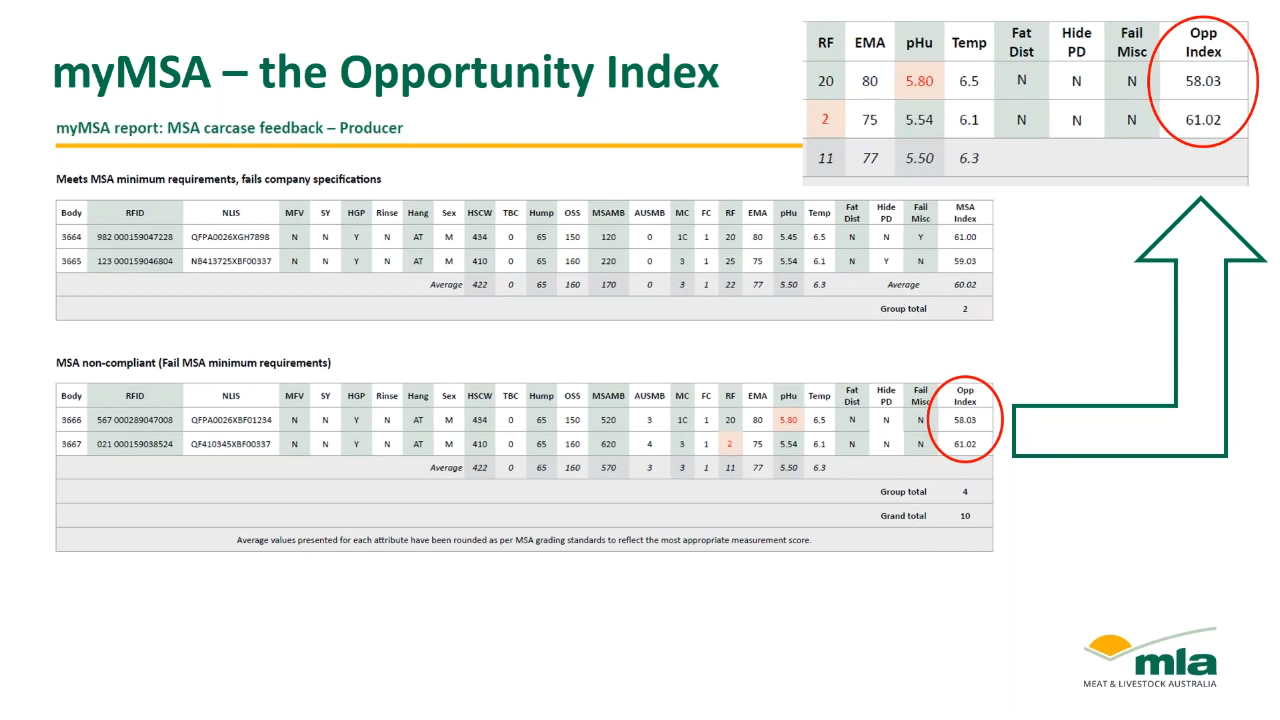 myMSA – the Opportunity Index
myMSA report: MSA carcase feedback – Producer
RF EMA pHu Temp Fat Dist Hide PD Fail Misc Opp Index
20 80 5.80 6.5 N N N 58.03
2 75 5.54 6.1 N N N 61.02
11 77 5.50 6.3
Meets MSA minimum requirements, fails company specifications
Body RFID NLIS MFV SY HGP Rinse Hang Sex HSCW TBC Hump OSS MSAMB AUSMB MC FC RF EMA pHu Temp Fat Dist Hide PD Fail Misc MSA Index
3664 982 000159047228 QFPA0026XGH7898 N N Y N AT M 434 0 65 150 120 0 1C 1 20 80 5.45 6.5 N N Y 61.00
3665 123 000159046804 NB413725XBF00337 N N Y N AT M 410 0 65 160 220 0 3 1 25 75 5.54 6.1 N Y N 59.03
Average 422 0 65 160 170 0 3 1 22 77 5.50 6.3 Average 60.02
Group total 2
MSA non-compliant (Fail MSA minimum requirements)
Body RFID NLIS MFV SY HGP Rinse Hang Sex HSCW TBC Hump OSS MSAMB AUSMB MC FC RF EMA pHu Temp Fat Dist Hide PD Fail Misc Opp Index
3666 567 000289047008 QFPA0026XBF01234 N N Y N AT M 434 0 65 150 520 3 1C 1 20 80 5.80 6.5 N N N 58.03
3667 021 000159038524 QF410345XBF00337 N N Y N AT M 410 0 65 160 620 4 3 1 2 75 5.54 6.1 N N N 61.02
Average 422 0 65 160 570 3 3 1 11 77 5.50 6.3
Group total 4
Grand total 10
Average values presented for each attribute have been rounded as per MSA grading standards to reflect the most appropriate measurement score.
mla
MEAT & LIVESTOCK AUSTRALIA